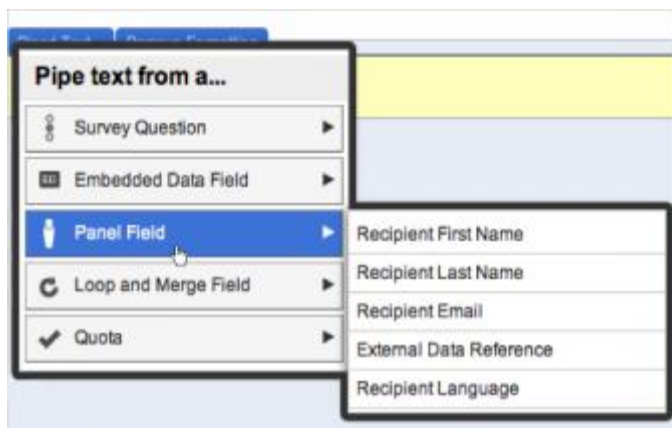 Pipe text from a...
Survey Question
Embedded Data Field
Panel Field
Loop and Merge Field
Quota
Recipient First Name
Recipient Last Name
Recipient Email
External Data Reference
Recipient Language